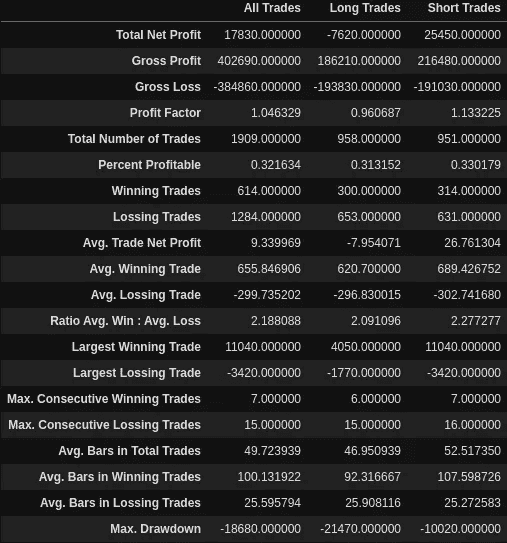 All Trades Long Trades Short Trades
Total Net Profit 17830.000000 -7620.000000 25450.000000
Gross Profit 402690.000000 186210.000000 216480.000000
Gross Loss -384860.000000 -193830.000000 -191030.000000
Profit Factor 1.046329 0.960687 1.133225
Total Number of Trades 1909.000000 958.000000 951.000000
Percent Profitable 0.321634 0.313152 0.330179
Winning Trades 614.000000 300.000000 314.000000
Lossing Trades 1284.000000 653.000000 631.000000
Avg. Trade Net Profit 9.339969 -7.954071 26.761304
Avg. Winning Trade 655.846906 620.700000 689.426752
Avg. Lossing Trade -299.735202 -296.830015 -302.741680
Ratio Avg. Win : Avg. Loss 2.188088 2.091096 2.277277
Largest Winning Trade 11040.000000 4050.000000 11040.000000
Largest Lossing Trade -3420.000000 -1770.000000 -3420.000000
Max. Consecutive Winning Trades 7.000000 6.000000 7.000000
Max. Consecutive Lossing Trades 15.000000 15.000000 16.000000
Avg. Bars in Total Trades 49.723939 46.950939 52.517350
Avg. Bars in Winning Trades 100.131922 92.316667 107.598726
Avg. Bars in Lossing Trades 25.595794 25.908116 25.272583
Max. Drawdown -18680.000000 -21470.000000 -10020.000000